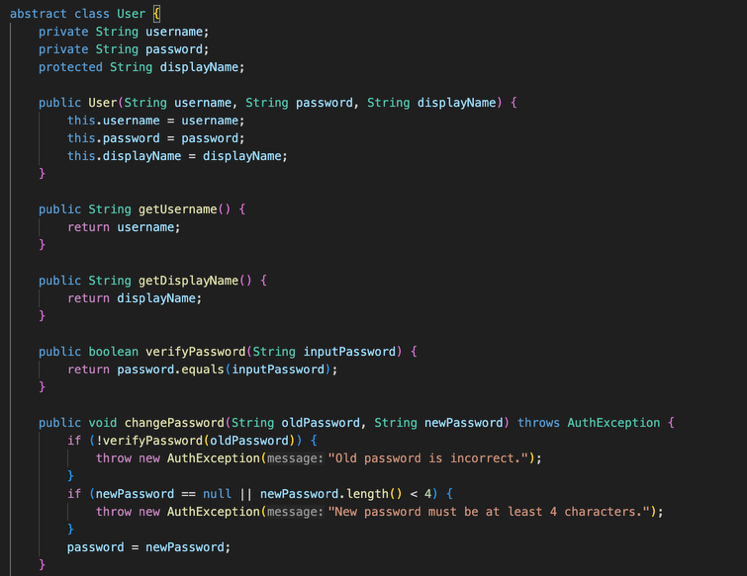 abstract class User {
    private String username;
    private String password;
    protected String displayName;

    public User(String username, String password, String displayName) {
        this.username = username;
        this.password = password;
        this.displayName = displayName;
    }

    public String getUsername() {
        return username;
    }

    public String getDisplayName() {
        return displayName;
    }

    public boolean verifyPassword(String inputPassword) {
        return password.equals(inputPassword);
    }

    public void changePassword(String oldPassword, String newPassword) throws AuthException {
        if (!verifyPassword(oldPassword)) {
            throw new AuthException(message:"Old password is incorrect.");
        }
        if (newPassword == null || newPassword.length() < 4) {
            throw new AuthException(message:"New password must be at least 4 characters.");
        }
        password = newPassword;
    }